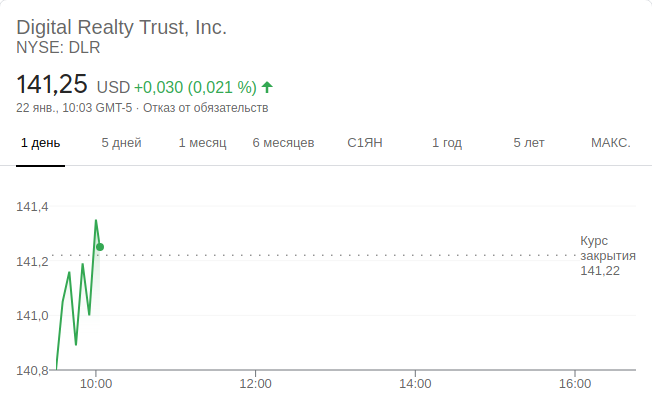 Digital Realty Trust, Inc.
NYSE: DLR
141,25 USD +0,030 (0,021 %)
22 янв., 10:03 GMT-5 · Отказ от обязательств
1 день 5 дней 1 месяц 6 месяцев С1ЯН 1 год 5 лет МАКС.
141,4
Курс
141,2 закрытия
141,22
141,0
140,8
10:00 12:00 14:00 16:00